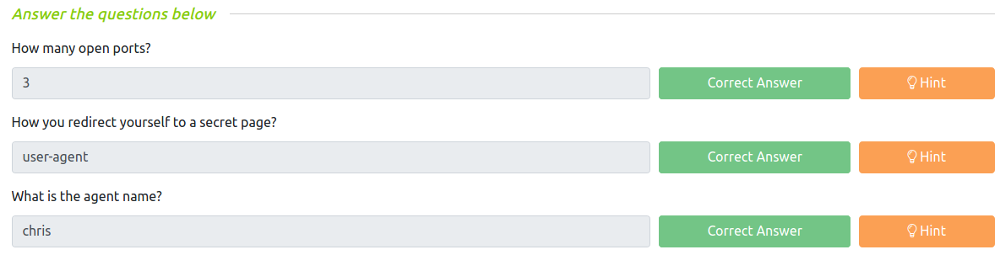 Answer the questions below
How many open ports?
3 Correct Answer Hint
How you redirect yourself to a secret page?
user-agent Correct Answer Hint
What is the agent name?
chris Correct Answer Hint